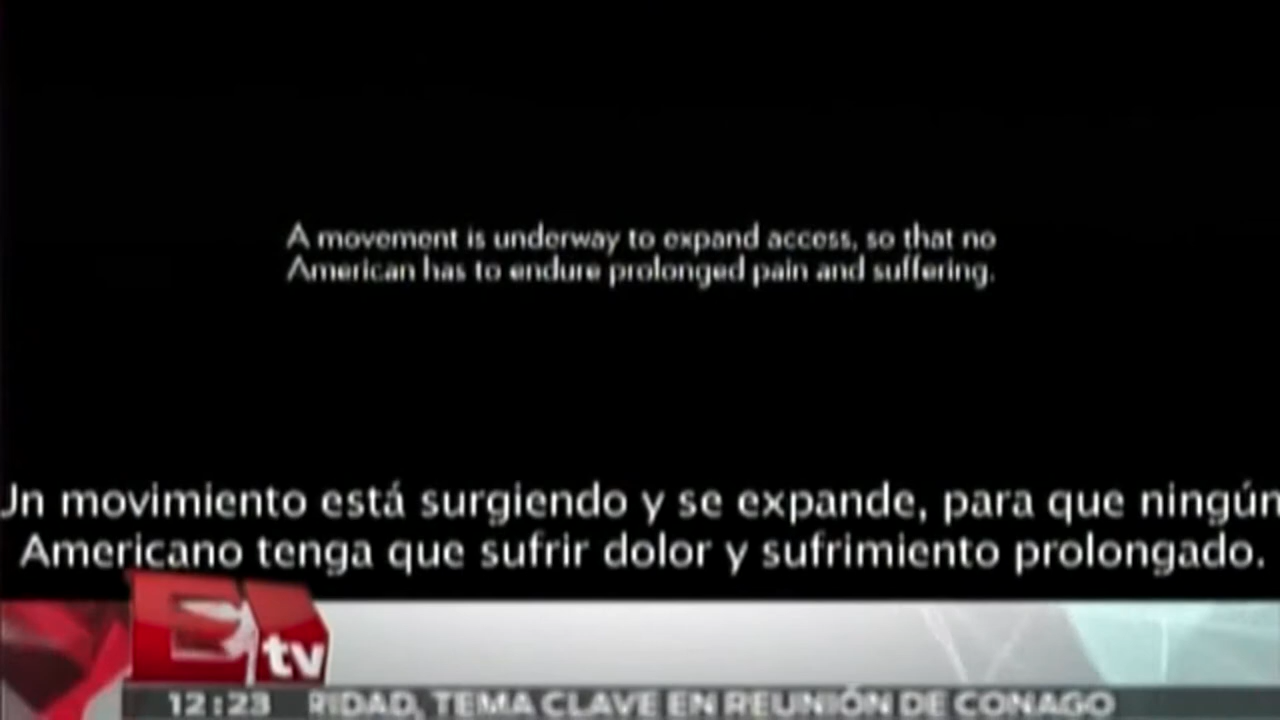 A movement is underway to expand access, so that no
American has to endure prolonged pain and suffering.
Un movimiento está surgiendo y se expande, para que ningún
Americano tenga que sufrir dolor y sufrimiento prolongado.
E tv
12:23 RIDAD, TEMA CLAVE EN REUNIÓN DE CONAGO